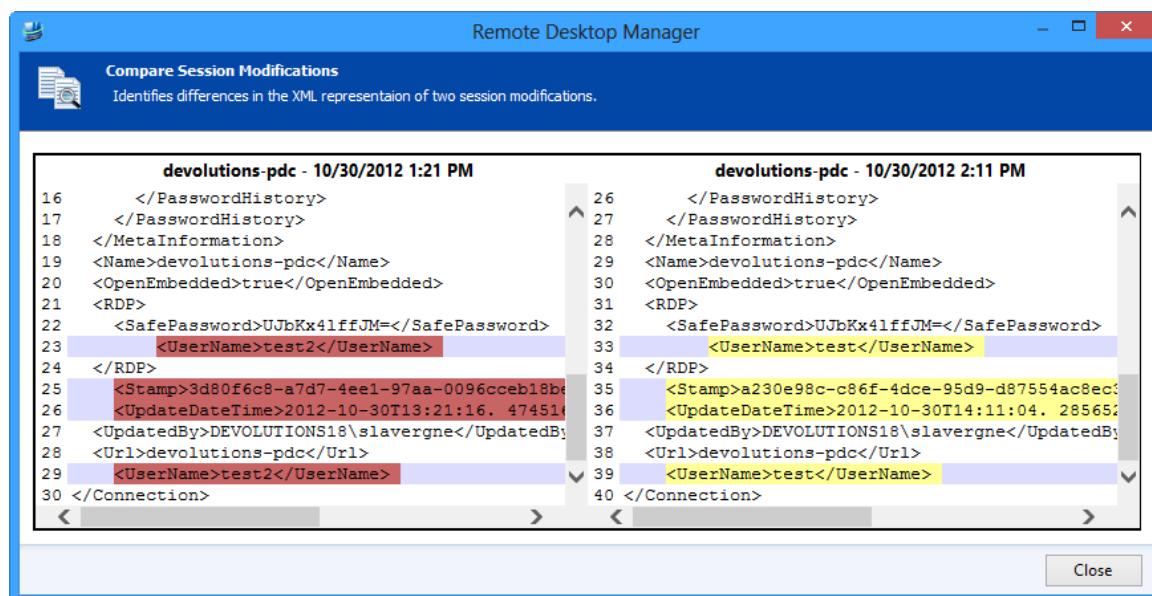 Remote Desktop Manager
Compare Session Modifications
Identifies differences in the XML representaion of two session modifications.
devolutions-pdc - 10/30/2012 1:21 PM
16 </PasswordHistory>
17 </PasswordHistory>
18 </MetaInformation>
19 <Name>devolutions-pdc</Name>
20 <OpenEmbedded>true</OpenEmbedded>
21 <RDP>
22 <SafePassword>UJbKx4lffJM=</SafePassword>
23 <UserName>test2</UserName>
24 </RDP>
25 <Stamp>3d80f6c8-a7d7-4ee1-97aa-0096cceb18be
26 <UpdateDateTime>2012-10-30T13:21:16. 474516
27 <UpdatedBy>DEVOLUTIONS18\slavergne</UpdatedBy
28 <Url>devolutions-pdc</Url>
29 <UserName>test2</UserName>
30 </Connection>
devolutions-pdc - 10/30/2012 2:11 PM
26 </PasswordHistory>
27 </PasswordHistory>
28 </MetaInformation>
29 <Name>devolutions-pdc</Name>
30 <OpenEmbedded>true</OpenEmbedded>
31 <RDP>
32 <SafePassword>UJbKx4lffJM=</SafePassword>
33 <UserName>test</UserName>
34 </RDP>
35 <Stamp>a230e98c-c86f-4dce-95d9-d87554ac8ec3
36 <UpdateDateTime>2012-10-30T14:11:04. 285652
37 <UpdatedBy>DEVOLUTIONS18\slavergne</UpdatedBy
38 <Url>devolutions-pdc</Url>
39 <UserName>test</UserName>
40 </Connection>
Close